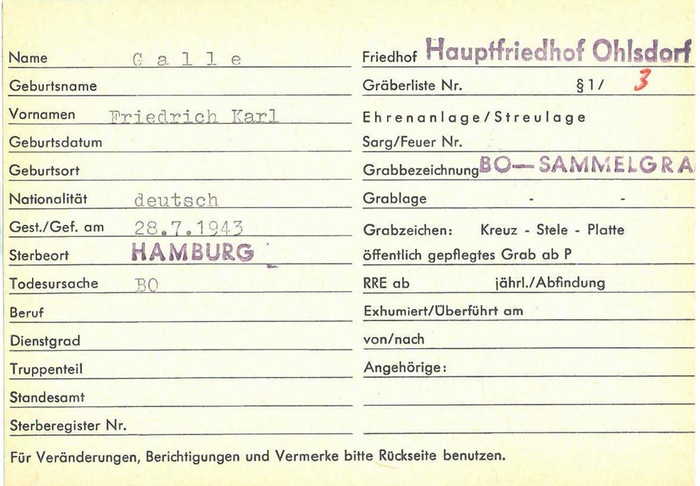 Name Galle
Geburtsname
Vornamen Friedrich Karl
Geburtsdatum
Geburtsort
Nationalität deutsch
Gest./Gef. am 28.7.1943
Sterbeort HAMBURG
Todesursache BO
Beruf
Dienstgrad
Truppenteil
Standesamt
Sterberegister Nr.
Friedhof Hauptfriedhof Ohlsdorf
Gräberliste Nr. § 1/ 3
Ehrenanlage/Streulage
Sarg/Feuer Nr.
Grabbezeichnung BO-SAMMELGRA
Grablage - -
Grabzeichen: Kreuz - Stele - Platte
öffentlich gepflegtes Grab ab P
RRE ab jährl./Abfindung
Exhumiert/Überführt am
von/nach
Angehörige:
Für Veränderungen, Berichtigungen und Vermerke bitte Rückseite benutzen.